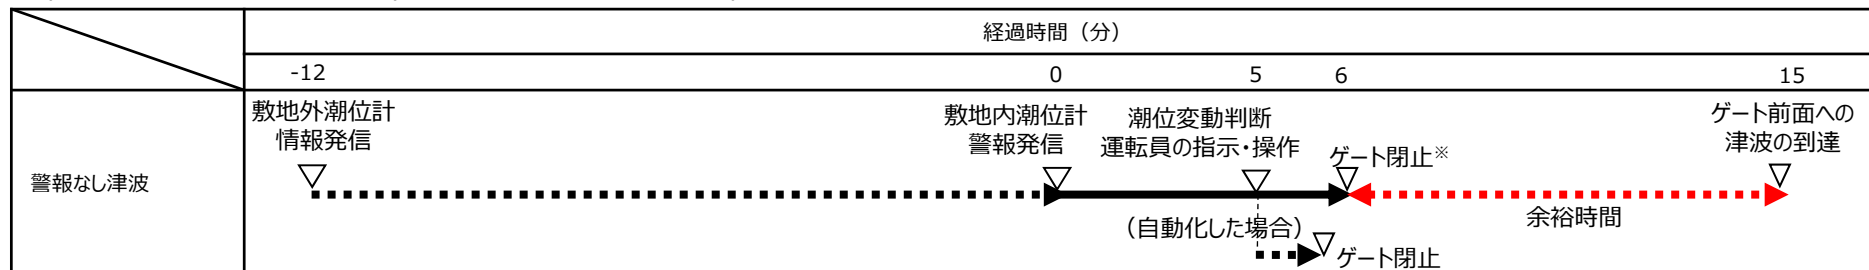 経過時間（分）
-12
0
5
6
15
警報なし津波
敷地外潮位計
情報発信
敷地内潮位計
警報発信
潮位変動判断
運転員の指示・操作
ゲート閉止※
ゲート前面への
津波の到達
余裕時間
（自動化した場合）
ゲート閉止